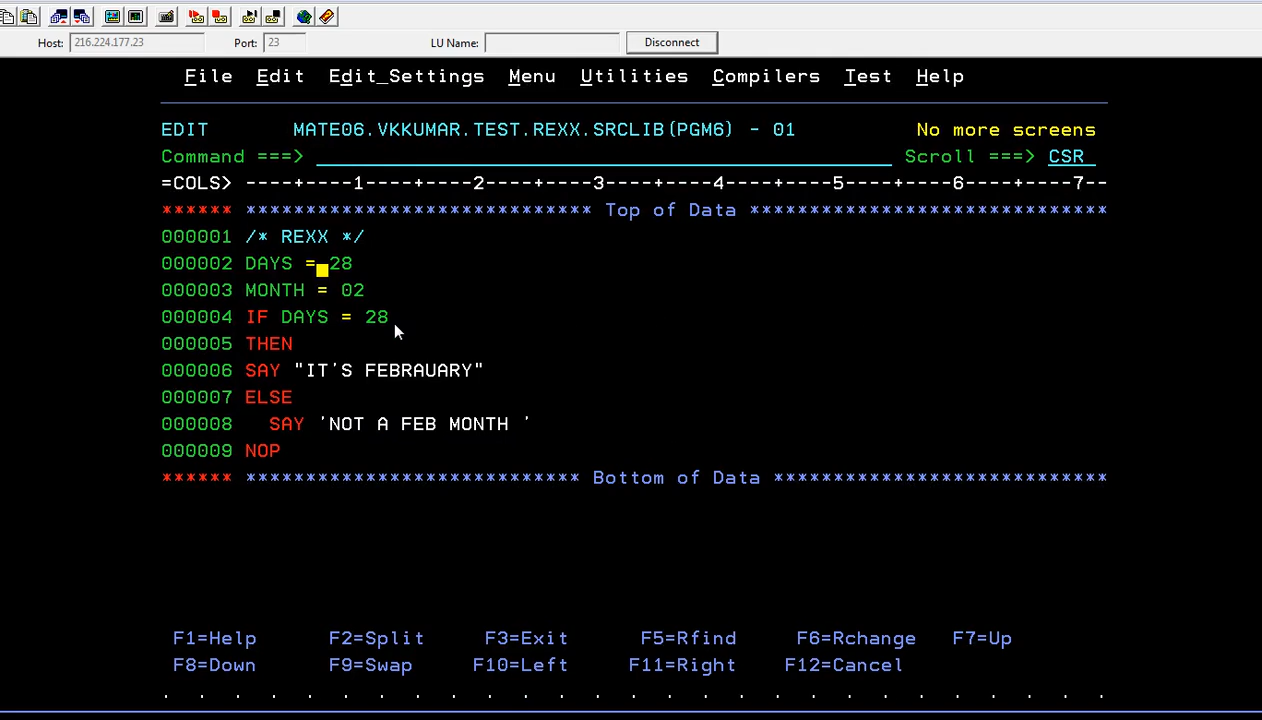 Host: 216.224.177.23 Port: 23 LU Name: Disconnect
File Edit Edit_Settings Menu Utilities Compilers Test Help
EDIT MATE06.VKKUMAR.TEST.REXX.SRCLIB(PGM6) - 01 No more screens
Command ===> Scroll ===> CSR
=COLS> ----+----1----+----2----+----3----+----4----+----5----+----6----+----7--
****** ***************************** Top of Data ******************************
000001 /* REXX */
000002 DAYS = 28
000003 MONTH = 02
000004 IF DAYS = 28
000005 THEN
000006 SAY "IT'S FEBRAUARY"
000007 ELSE
000008   SAY 'NOT A FEB MONTH '
000009 NOP
****** **************************** Bottom of Data ****************************
F1=Help F2=Split F3=Exit F5=Rfind F6=Rchange F7=Up
F8=Down F9=Swap F10=Left F11=Right F12=Cancel